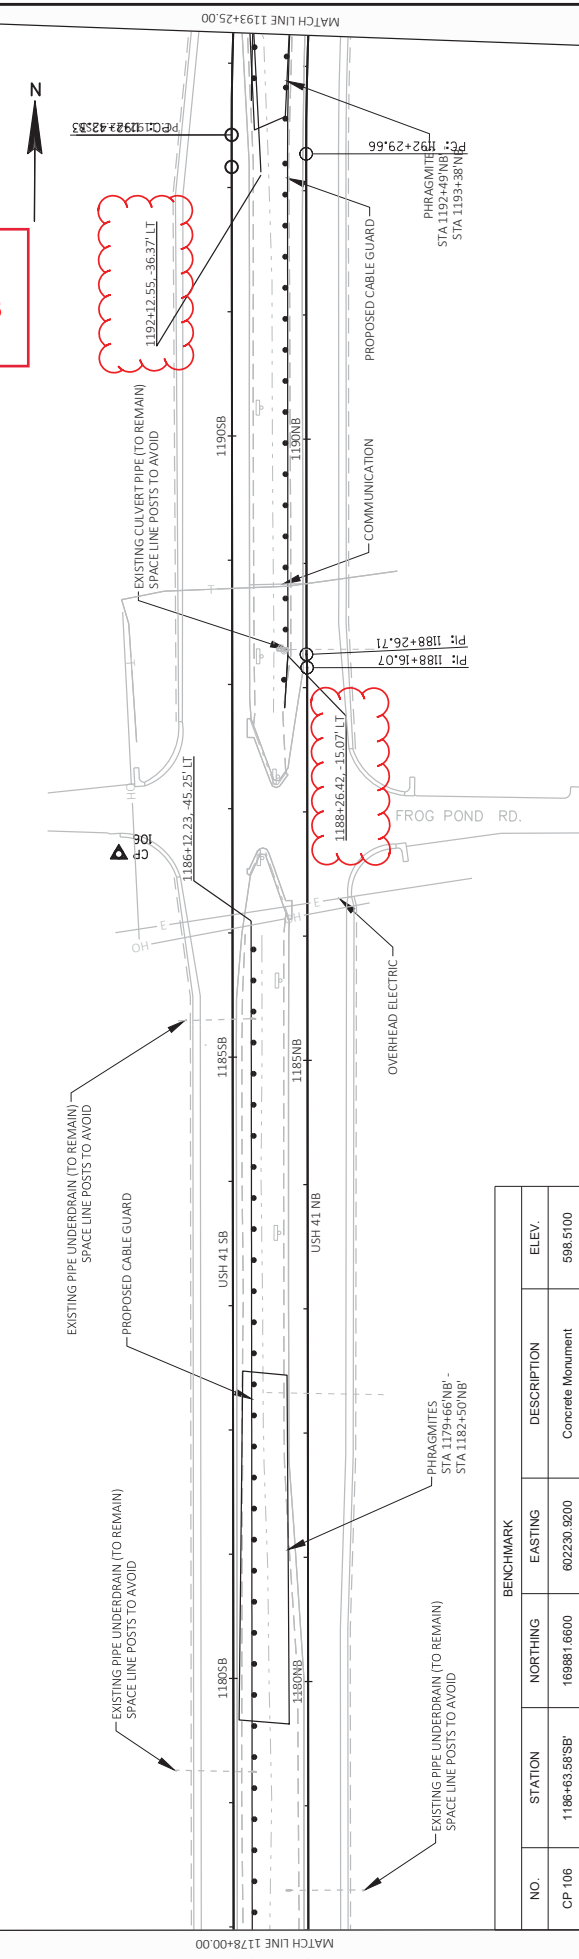 MATCH LINE 1193+25.00
N
PC: 1192+42.33
PC: 1192+29.66
PHRAGMITES
STA 1192+49'NB' -
STA 1193+38'NB'
1192+12.55, -36.37' LT
PROPOSED CABLE GUARD
EXISTING CULVERT PIPE (TO REMAIN)
SPACE LINE POSTS TO AVOID
1190SB
1190NB
COMMUNICATION
T
T
PI: 1188+26.71
PI: 1188+16.07
1188+26.42, -15.07' LT
1186+12.23, -45.25' LT
OH
CP
106
FROG POND RD.
E
E
OH
OH
OVERHEAD ELECTRIC
EXISTING PIPE UNDERDRAIN (TO REMAIN)
SPACE LINE POSTS TO AVOID
1185SB
1185NB
PROPOSED CABLE GUARD
USH 41 SB
USH 41 NB
PHRAGMITES
STA 1179+66'NB' -
STA 1182+50'NB'
EXISTING PIPE UNDERDRAIN (TO REMAIN)
SPACE LINE POSTS TO AVOID
1180SB
1180NB
EXISTING PIPE UNDERDRAIN (TO REMAIN)
SPACE LINE POSTS TO AVOID
MATCH LINE 1178+00.00
BENCHMARK
NO. STATION NORTHING EASTING DESCRIPTION ELEV.
CP 106 1186+63.58'SB' 169881.6600 602230.9200 Concrete Monument 598.5100